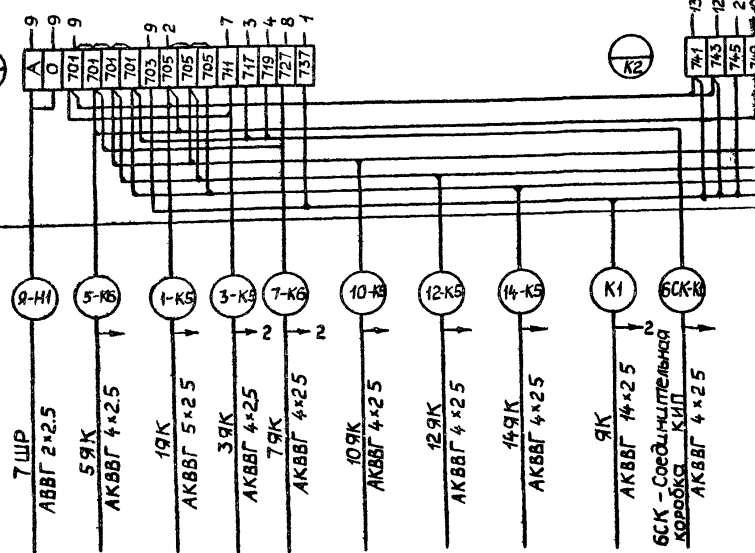 9 9 9 9 2 7 3 4 8 1
А О 701 701 701 701 703 705 705 705 711 717 719 727 737
К2
13 12 2
741 743 745
Я-Н1 5-К6 1-К5 3-К5 7-К6 10-К5 12-К5 14-К5 К1 6СК-К
2 2 2
7ШР
АВВГ 2×2.5
5ЯК
АКВВГ 4×2.5
1ЯК
АКВВГ 5×2.5
3ЯК
АКВВГ 4×2.5
7ЯК
АКВВГ 4×2.5
10ЯК
АКВВГ 4×2.5
12ЯК
АКВВГ 4×2.5
14ЯК
АКВВГ 4×2.5
ЯК
АКВВГ 14×2.5
6СК - Соединительная
коробка КИП
АКВВГ 4×2.5